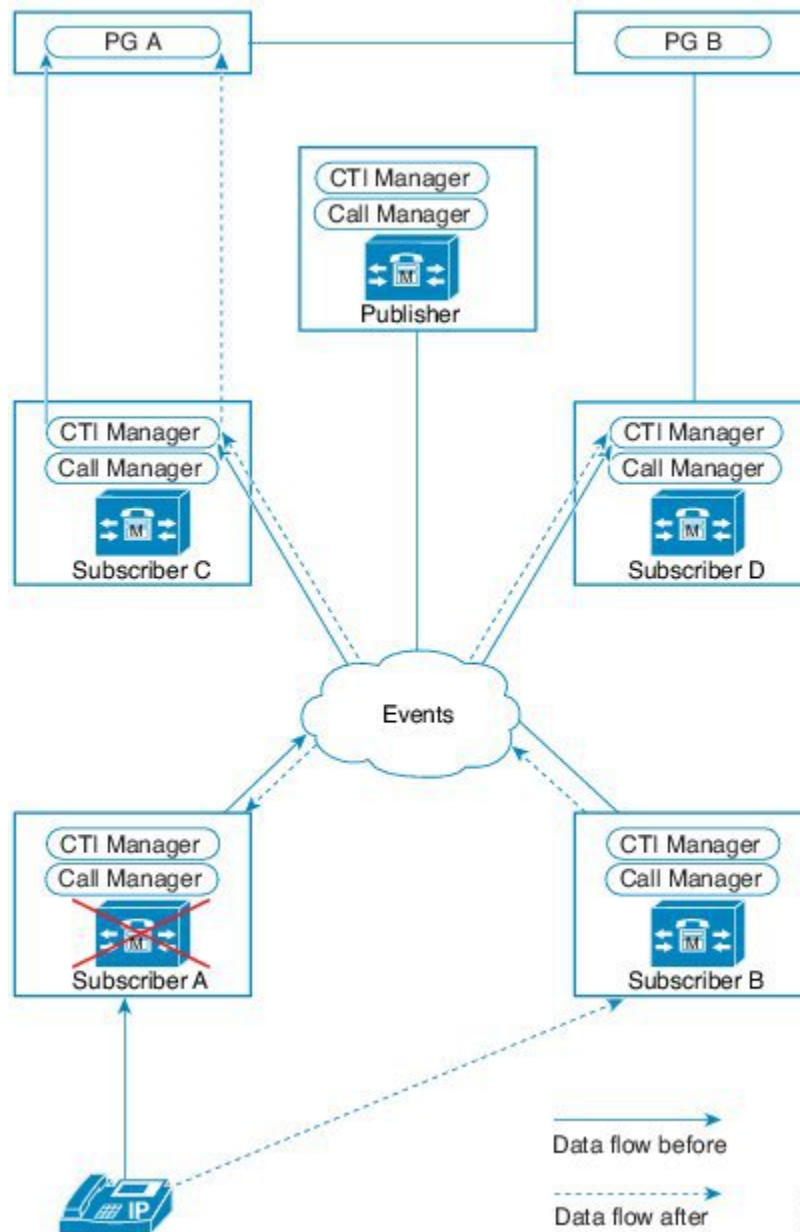 PG A
PG B
CTI Manager
Call Manager
M
Publisher
CTI Manager
Call Manager
M
Subscriber C
CTI Manager
Call Manager
M
Subscriber D
Events
CTI Manager
Call Manager
M
Subscriber A
CTI Manager
Call Manager
M
Subscriber B
Data flow before
Data flow after
IP